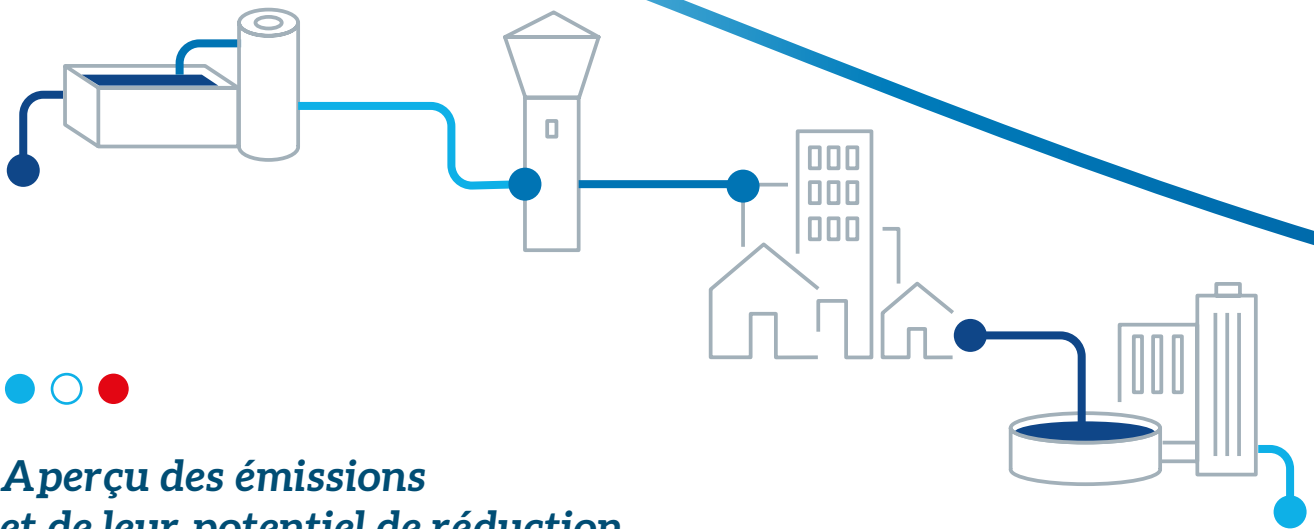 Aperçu des émissions
et de leur potentiel de réduction